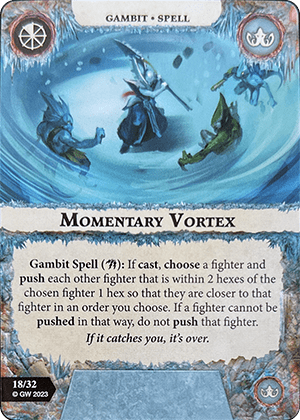 GAMBIT • SPELL
MOMENTARY VORTEX
Gambit Spell (): If cast, choose a fighter and
push each other fighter that is within 2 hexes of the
chosen fighter 1 hex so that they are closer to that
fighter in an order you choose. If a fighter cannot be
pushed in that way, do not push that fighter.
If it catches you, it's over.
18/32
© GW 2023